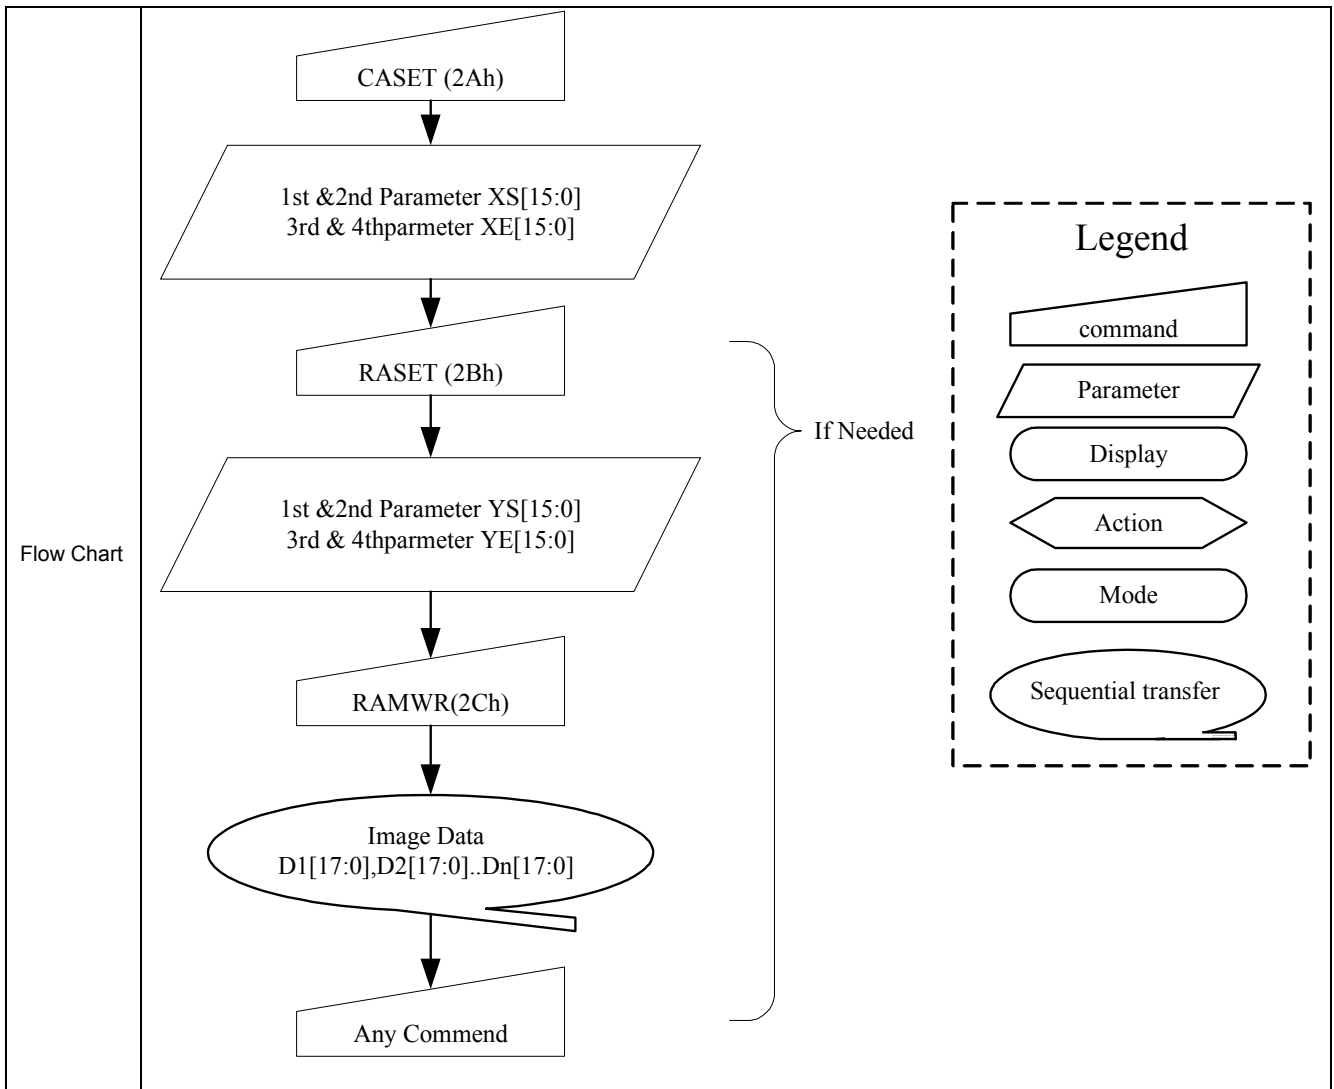 Flow Chart
CASET (2Ah)
1st &2nd Parameter XS[15:0]
3rd & 4thparmeter XE[15:0]
RASET (2Bh)
1st &2nd Parameter YS[15:0]
3rd & 4thparmeter YE[15:0]
RAMWR(2Ch)
Image Data
D1[17:0],D2[17:0]..Dn[17:0]
Any Commend
If Needed
Legend
command
Parameter
Display
Action
Mode
Sequential transfer